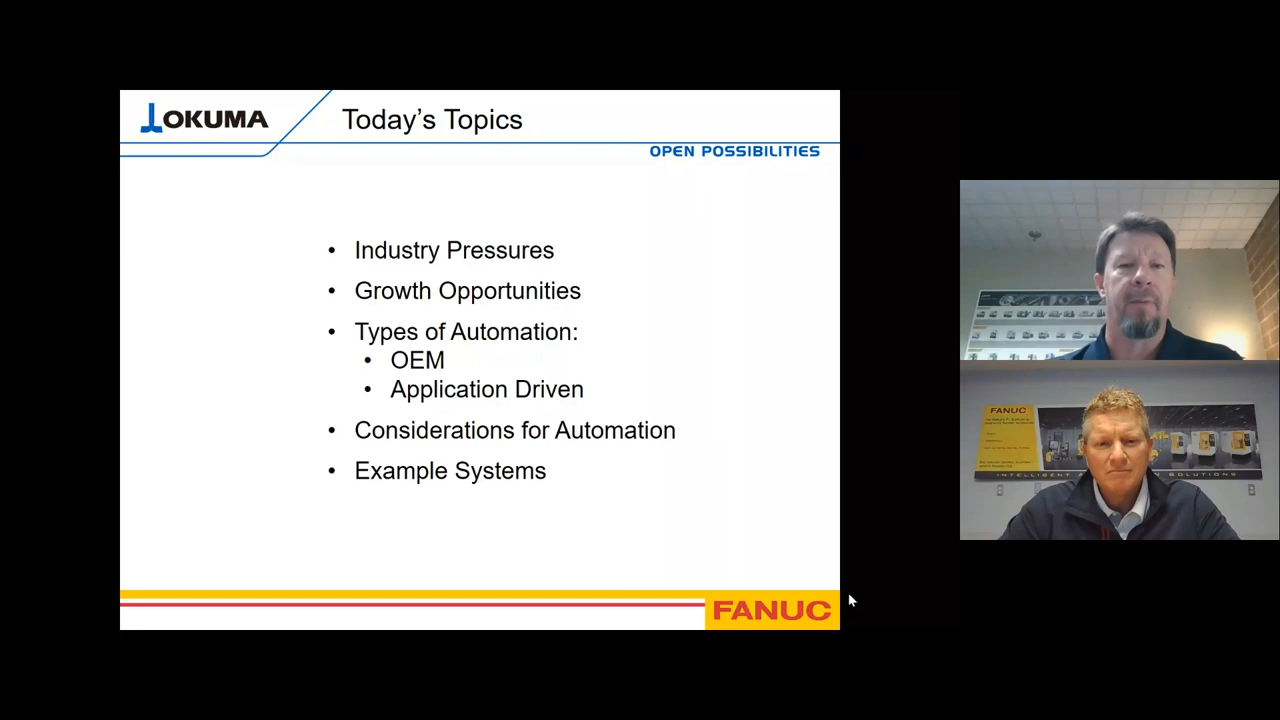 OKUMA
Today's Topics
OPEN POSSIBILITIES
• Industry Pressures
• Growth Opportunities
• Types of Automation:
• OEM
• Application Driven
• Considerations for Automation
• Example Systems
FANUC
FANUC